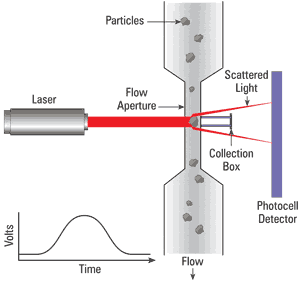 Particles
Scattered
Light
Flow
Aperture
Laser
Collection
Box
Photocell
Detector
Volts
Time
Flow